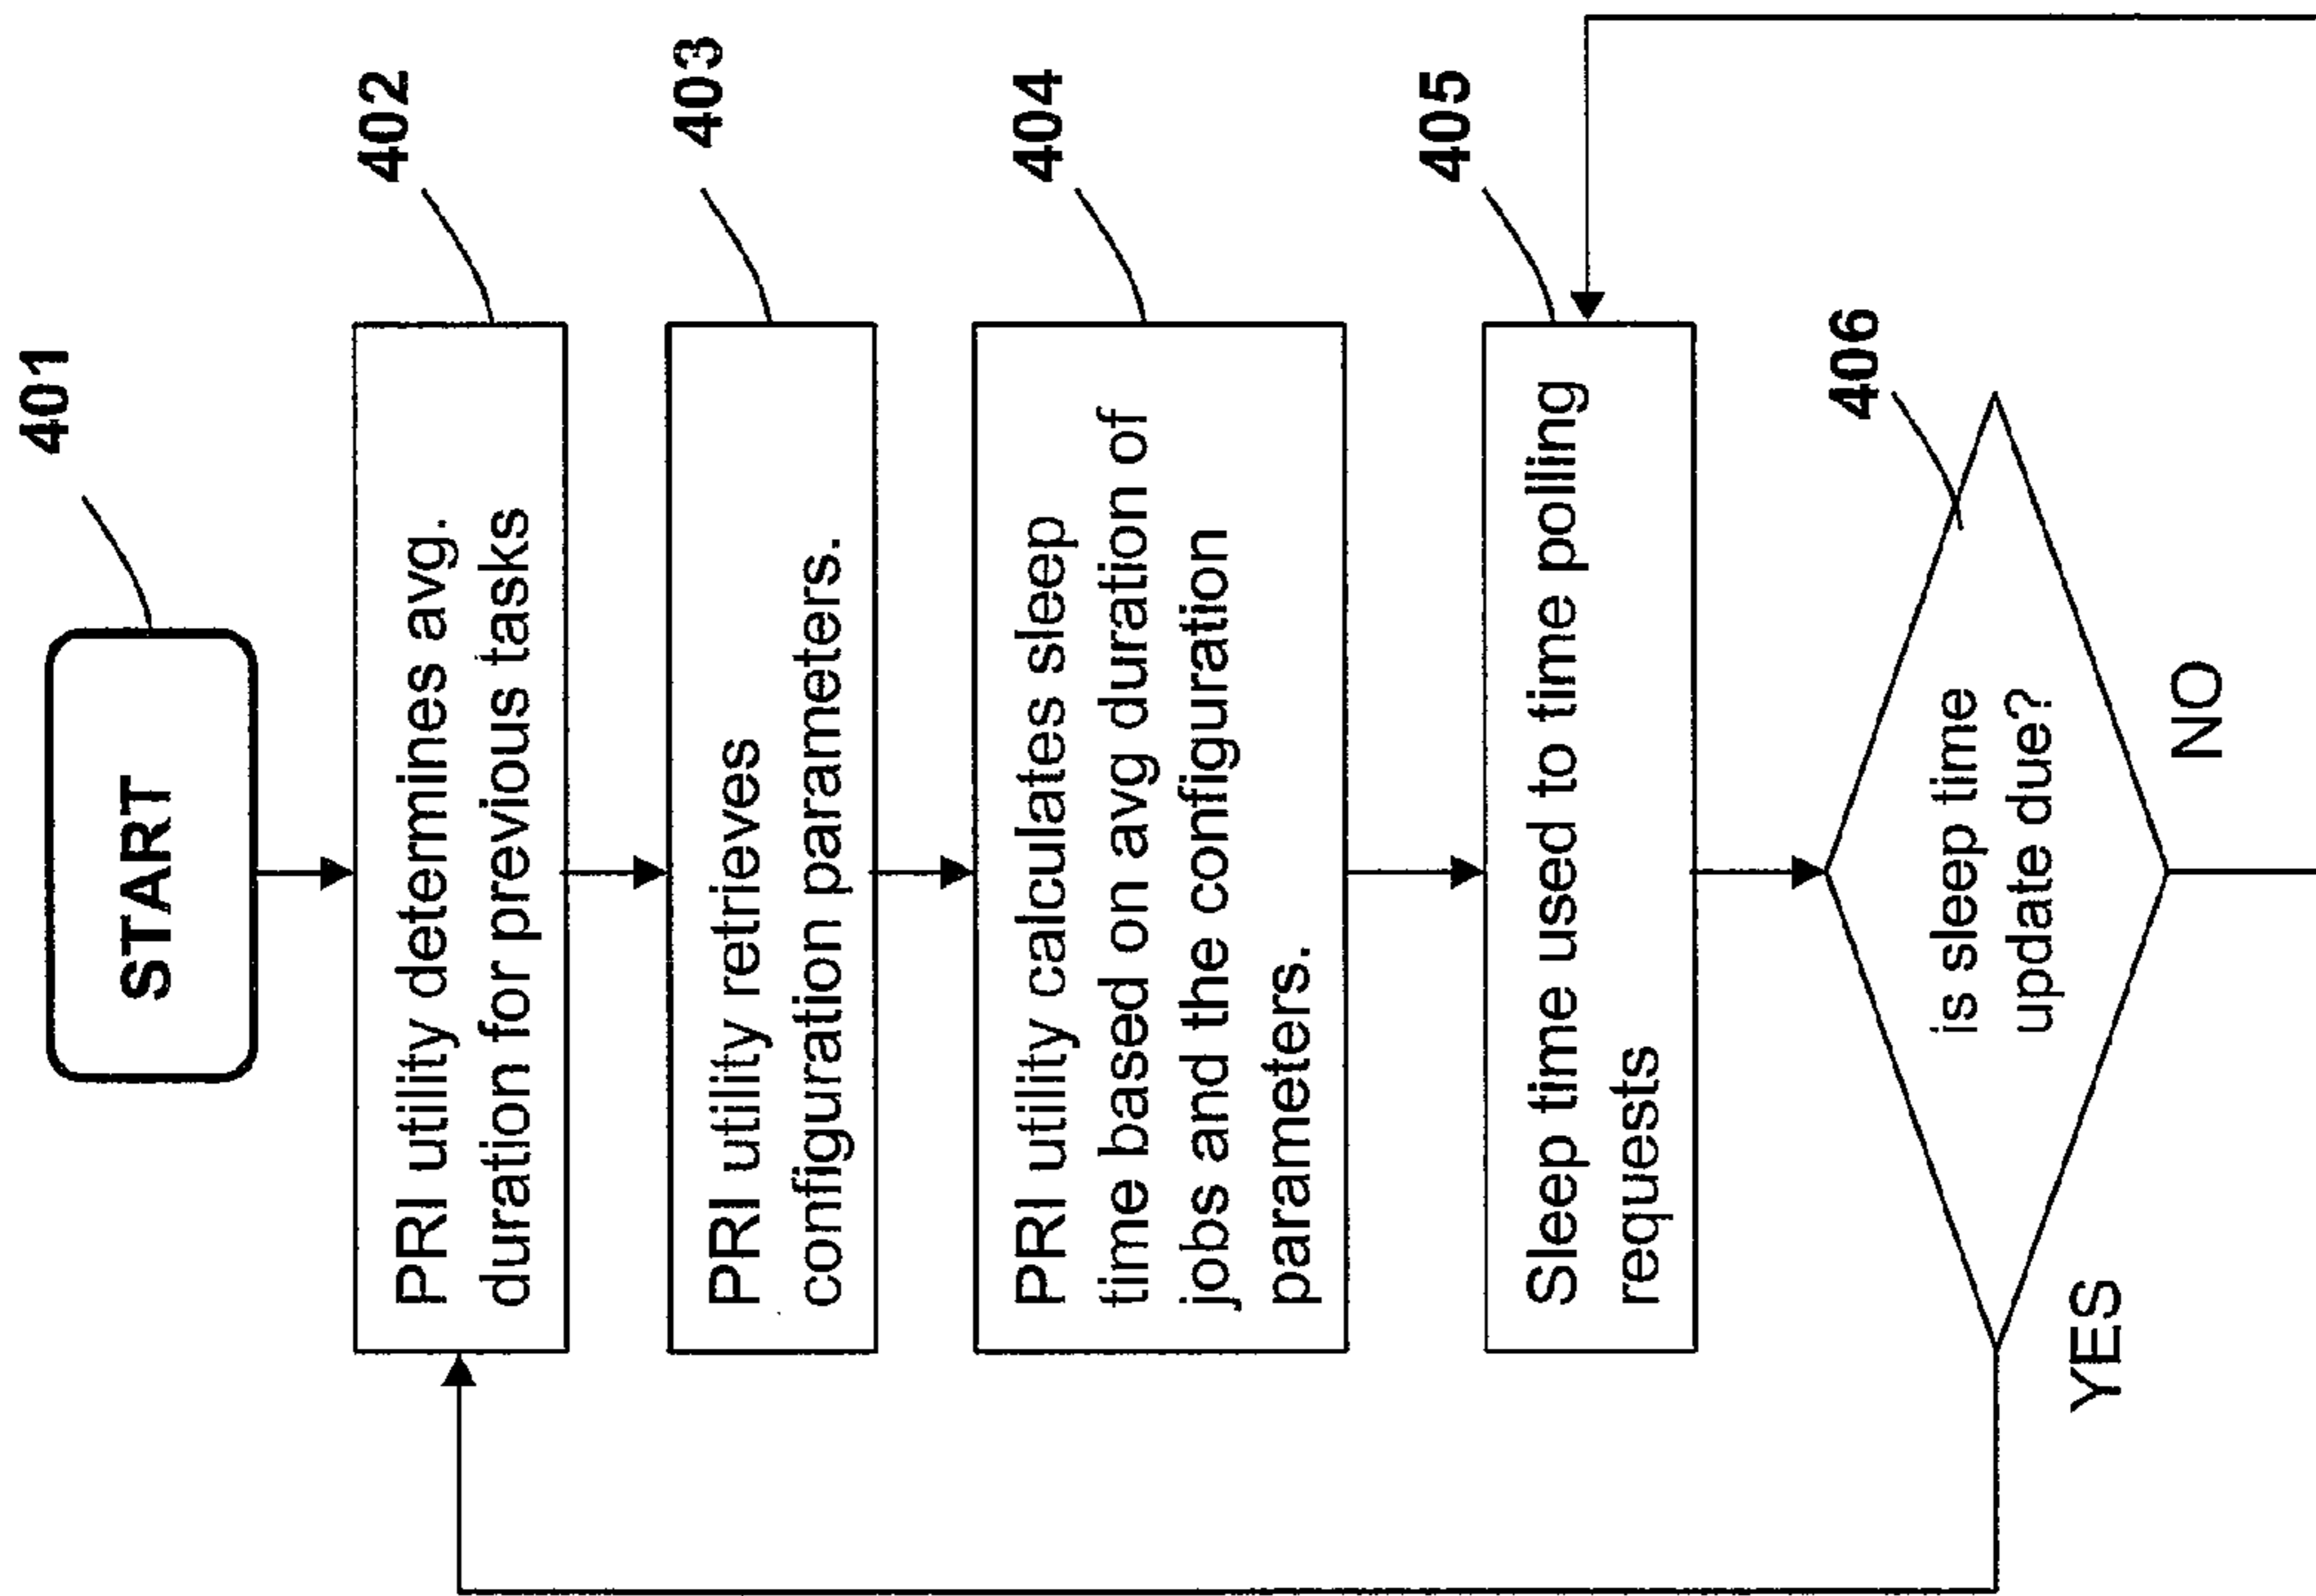 401
START
402
PRI utility determines avg.
duration for previous tasks
403
PRI utility retrieves
configuration parameters.
404
PRI utility calculates sleep
time based on avg duration of
jobs and the configuration
parameters.
405
Sleep time used to time polling
requests
406
is sleep time
update due?
YES
NO